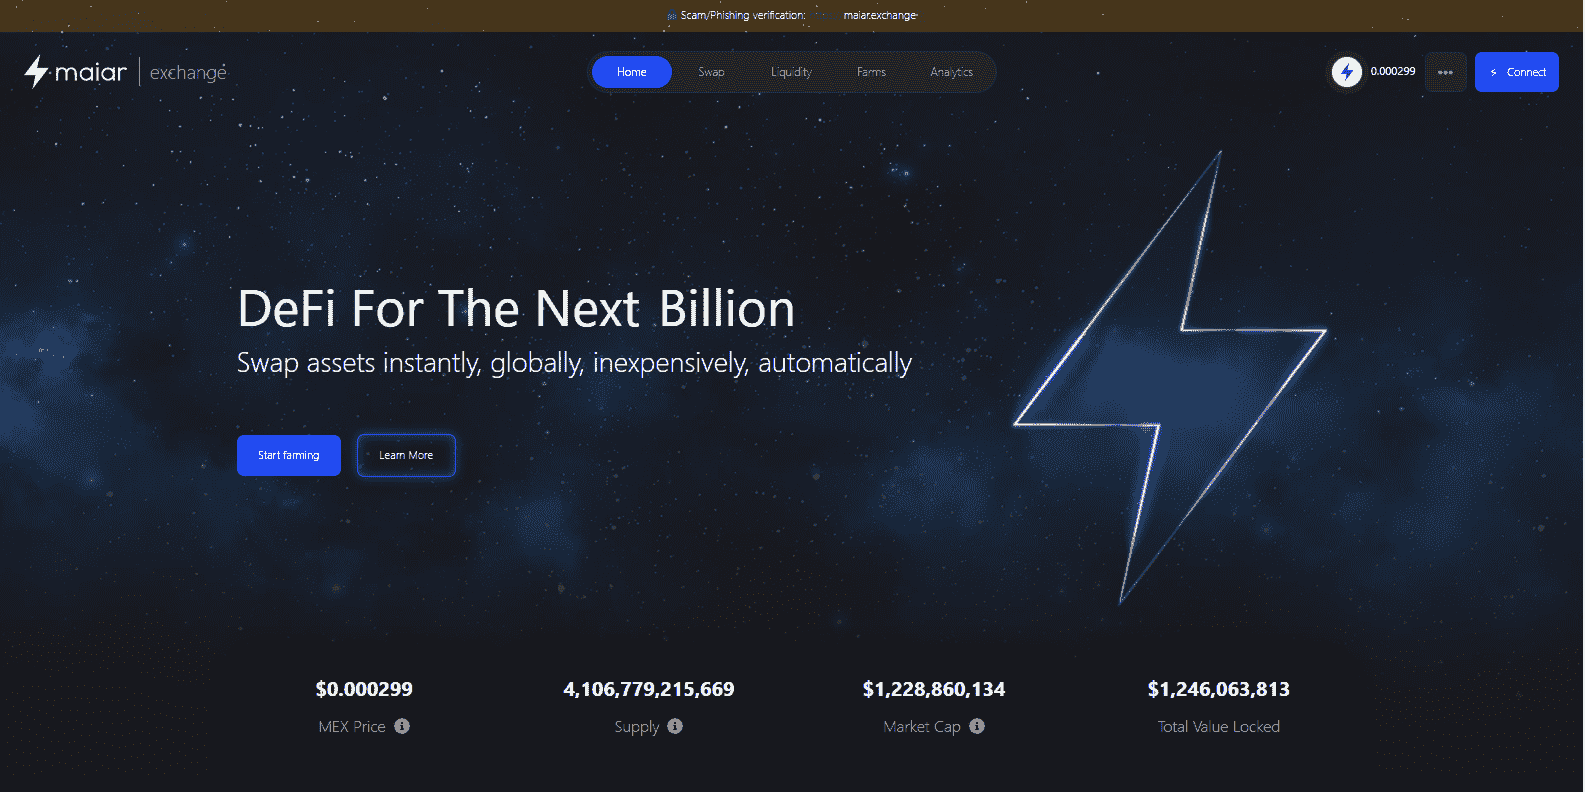 Scam/Phishing verification: maiar.exchange
maiar | exchange
Home Swap Liquidity Farms Analytics
0.000299
Connect
DeFi For The Next Billion
Swap assets instantly, globally, inexpensively, automatically
Start farming Learn More
$0.000299 4,106,779,215,669 $1,228,860,134 $1,246,063,813
MEX Price Supply Market Cap Total Value Locked